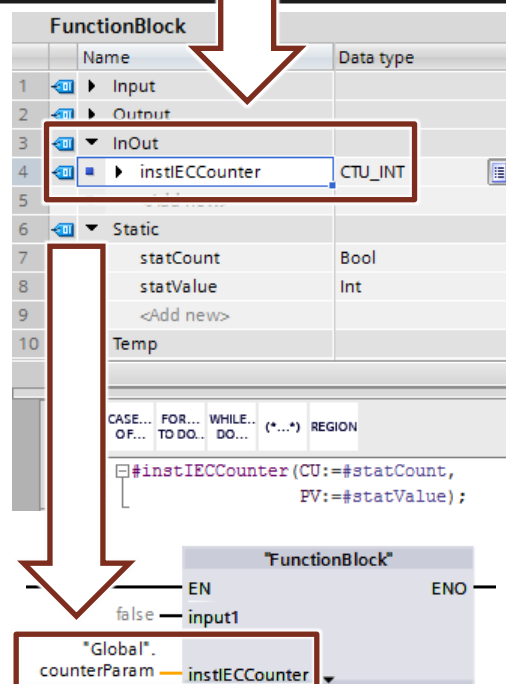 FunctionBlock
Name Data type
1 Input
2 Output
3 InOut
4 instIECCounter CTU_INT
5 <Add new>
6 Static
7 statCount Bool
8 statValue Int
9 <Add new>
10 Temp
CASE... FOR... WHILE.. (*...*) REGION
OF... TO DO.. DO...
#instIECCounter(CU:=#statCount,
PV:=#statValue);
"FunctionBlock"
EN ENO
false input1
"Global".
counterParam instIECCounter